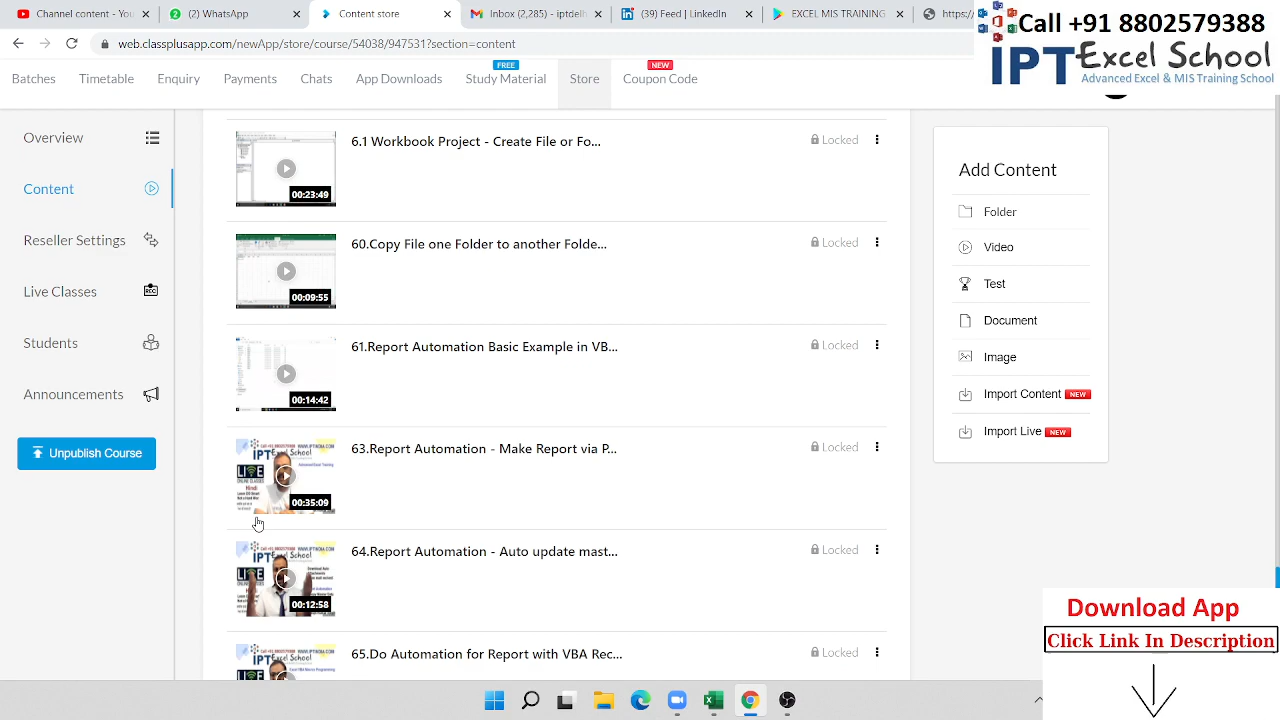 Channel content - You
(2) WhatsApp
Content store
Inbox (2,285) - iptdelh
(39) Feed | LinkedIn
EXCEL MIS TRAINING
https:/
web.classplusapp.com/newApp/store/course/54038/947531?section=content
Call +91 8802579388
IPT Excel School
Advanced Excel & MIS Training School
FREE
NEW
Batches
Timetable
Enquiry
Payments
Chats
App Downloads
Study Material
Store
Coupon Code
Overview
Content
Reseller Settings
Live Classes
REC
Students
Announcements
Unpublish Course
6.1 Workbook Project - Create File or Fo...
Locked
00:23:49
60.Copy File one Folder to another Folde...
Locked
00:09:55
61.Report Automation Basic Example in VB...
Locked
00:14:42
63.Report Automation - Make Report via P...
Locked
00:35:09
64.Report Automation - Auto update mast...
Locked
00:12:58
65.Do Automation for Report with VBA Rec...
Locked
Add Content
Folder
Video
Test
Document
Image
Import Content NEW
Import Live NEW
Download App
Click Link In Description